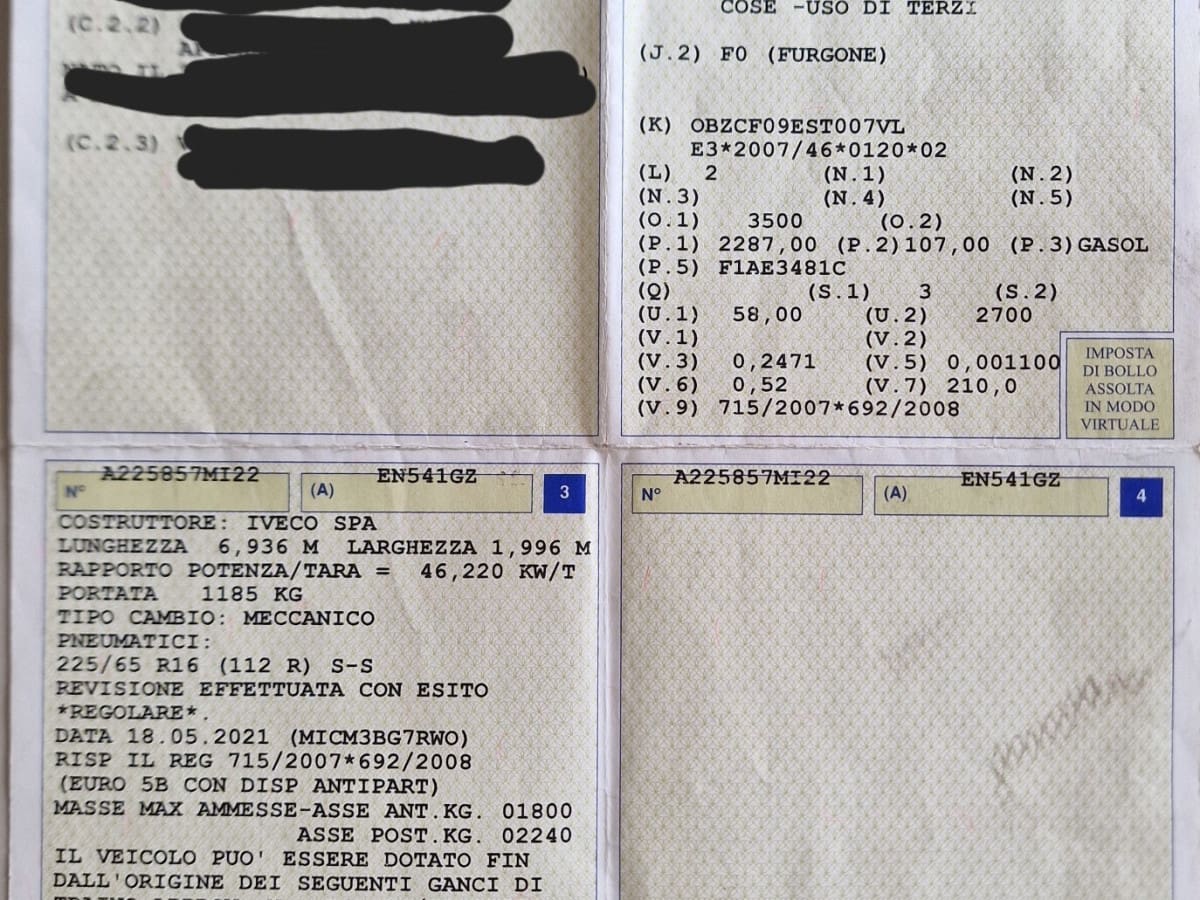 (C.2.2)
(C.2.3)
COSE -USO DI TERZI
(J.2) F0 (FURGONE)
(K) OBZCF09EST007VL
E3*2007/46*0120*02
(L) 2 (N.1) (N.2)
(N.3) (N.4) (N.5)
(O.1) 3500 (O.2)
(P.1) 2287,00 (P.2)107,00 (P.3)GASOL
(P.5) F1AE3481C
(Q) (S.1) 3 (S.2)
(U.1) 58,00 (U.2) 2700
(V.1) (V.2)
(V.3) 0,2471 (V.5) 0,001100
(V.6) 0,52 (V.7) 210,0
(V.9) 715/2007*692/2008
IMPOSTA
DI BOLLO
ASSOLTA
IN MODO
VIRTUALE
N° A225857MI22 (A) EN541GZ 3
COSTRUTTORE: IVECO SPA
LUNGHEZZA 6,936 M LARGHEZZA 1,996 M
RAPPORTO POTENZA/TARA = 46,220 KW/T
PORTATA 1185 KG
TIPO CAMBIO: MECCANICO
PNEUMATICI:
225/65 R16 (112 R) S-S
REVISIONE EFFETTUATA CON ESITO
*REGOLARE*.
DATA 18.05.2021 (MICM3BG7RWO)
RISP IL REG 715/2007*692/2008
(EURO 5B CON DISP ANTIPART)
MASSE MAX AMMESSE-ASSE ANT.KG. 01800
ASSE POST.KG. 02240
IL VEICOLO PUO' ESSERE DOTATO FIN
DALL'ORIGINE DEI SEGUENTI GANCI DI
N° A225857MI22 (A) EN541GZ 4